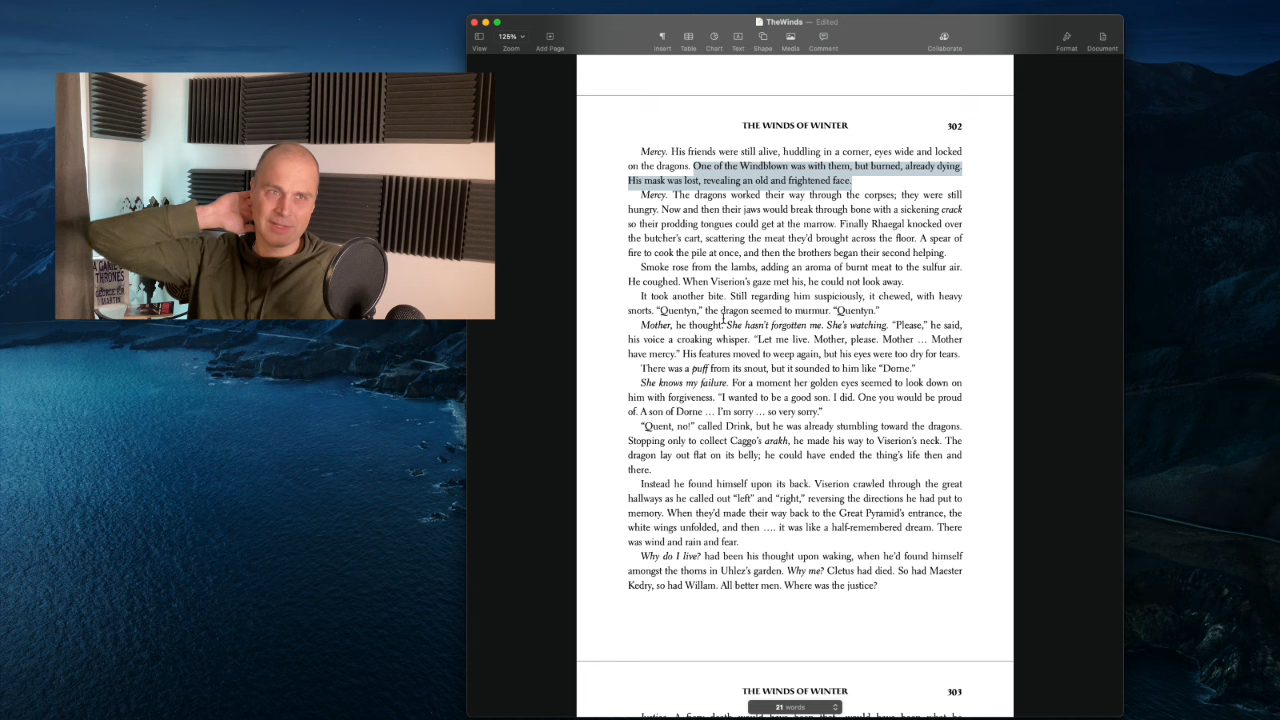 TheWinds — Edited
125%
View
Zoom
Add Page
Insert
Table
Chart
Text
Shape
Media
Comment
Collaborate
Format
Document
A GAME
THRONES
MARTIN
THE WINDS OF WINTER 302
Mercy. His friends were still alive, huddling in a corner, eyes wide and locked
on the dragons. One of the Windblown was with them, but burned, already dying.
His mask was lost, revealing an old and frightened face.
Mercy. The dragons worked their way through the corpses; they were still
hungry. Now and then their jaws would break through bone with a sickening crack
so their prodding tongues could get at the marrow. Finally Rhaegal knocked over
the butcher's cart, scattering the meat they'd brought across the floor. A spear of
fire to cook the pile at once, and then the brothers began their second helping.
Smoke rose from the lambs, adding an aroma of burnt meat to the sulfur air.
He coughed. When Viserion's gaze met his, he could not look away.
It took another bite. Still regarding him suspiciously, it chewed, with heavy
snorts. “Quentyn,” the dragon seemed to murmur. “Quentyn.”
Mother, he thought. She hasn't forgotten me. She's watching. “Please,” he said,
his voice a croaking whisper. “Let me live. Mother, please. Mother … Mother
have mercy.” His features moved to weep again, but his eyes were too dry for tears.
There was a puff from its snout, but it sounded to him like “Dorne.”
She knows my failure. For a moment her golden eyes seemed to look down on
him with forgiveness. “I wanted to be a good son. I did. One you would be proud
of. A son of Dorne … I'm sorry … so very sorry.”
“Quent, no!” called Drink, but he was already stumbling toward the dragons.
Stopping only to collect Caggo's arakh, he made his way to Viserion's neck. The
dragon lay out flat on its belly; he could have ended the thing's life then and
there.
Instead he found himself upon its back. Viserion crawled through the great
hallways as he called out “left” and “right,” reversing the directions he had put to
memory. When they'd made their way back to the Great Pyramid's entrance, the
white wings unfolded, and then …. it was like a half-remembered dream. There
was wind and rain and fear.
Why do I live? had been his thought upon waking, when he'd found himself
amongst the thorns in Uhlez's garden. Why me? Cletus had died. So had Maester
Kedry, so had Willam. All better men. Where was the justice?
THE WINDS OF WINTER 303
21 words